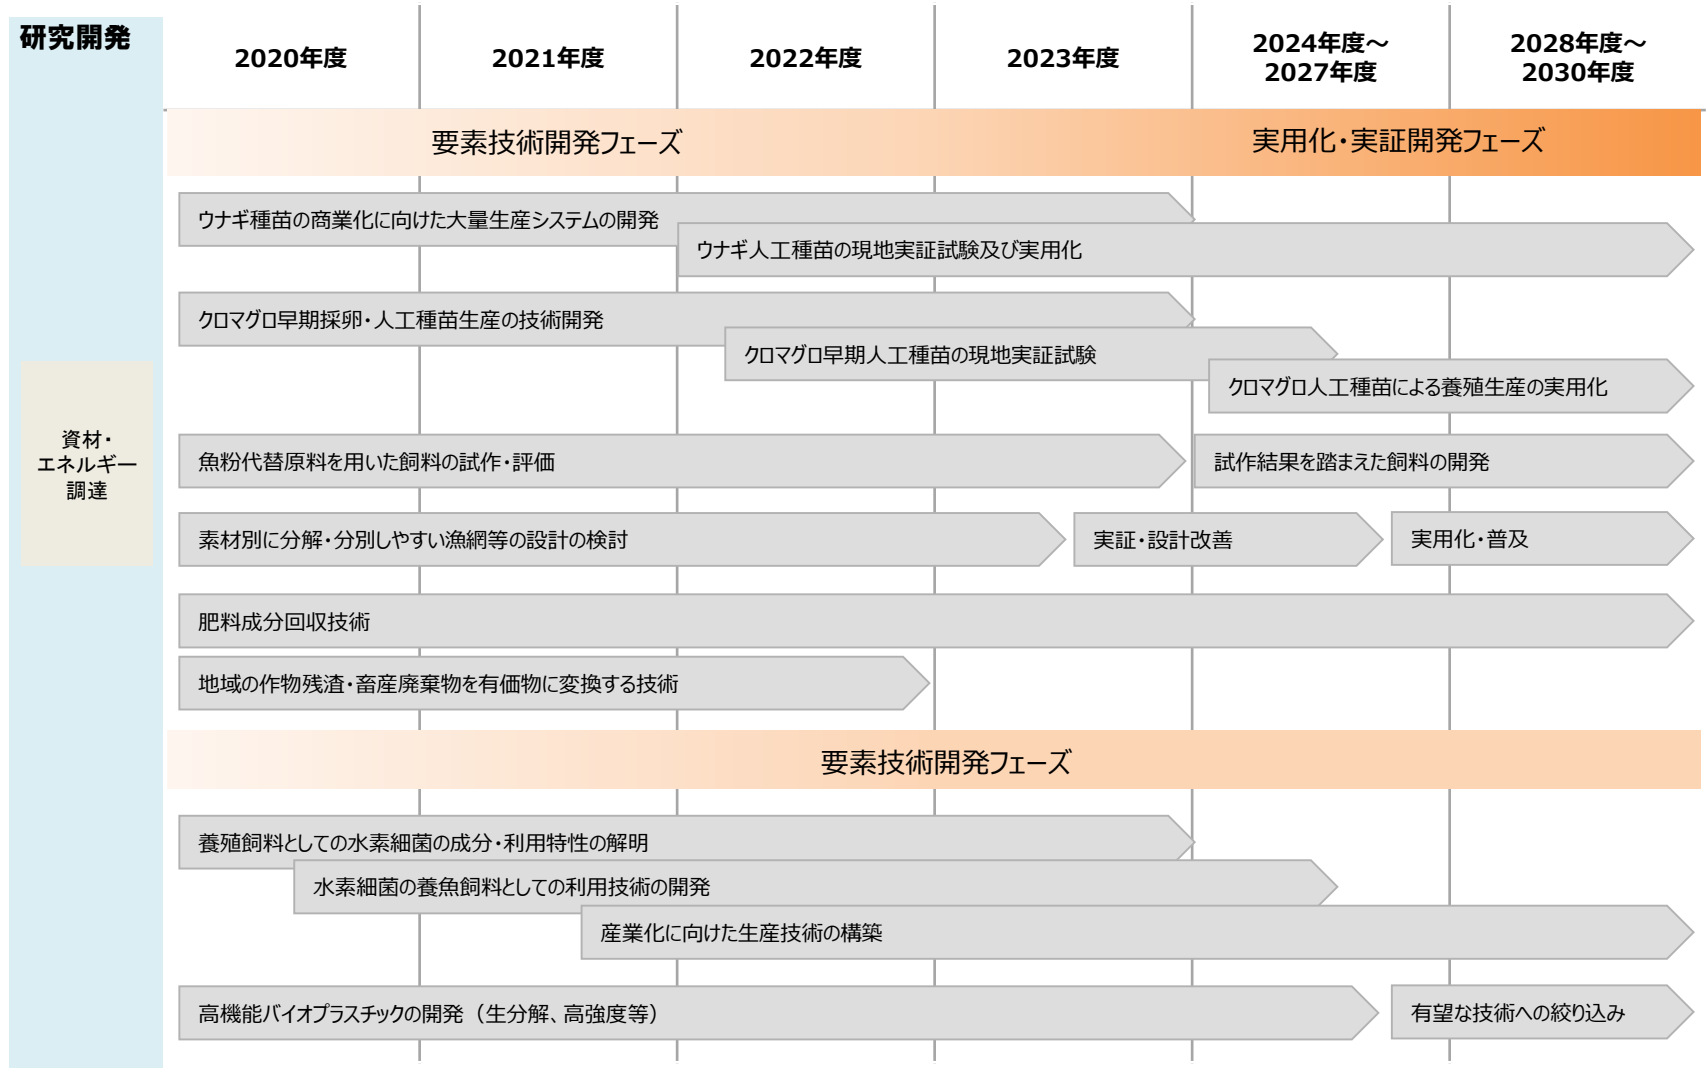 研究開発
2020年度
2021年度
2022年度
2023年度
2024年度～
2027年度
2028年度～
2030年度
要素技術開発フェーズ
実用化・実証開発フェーズ
ウナギ種苗の商業化に向けた大量生産システムの開発
ウナギ人工種苗の現地実証試験及び実用化
クロマグロ早期採卵・人工種苗生産の技術開発
クロマグロ早期人工種苗の現地実証試験
クロマグロ人工種苗による養殖生産の実用化
資材・
エネルギー
調達
魚粉代替原料を用いた飼料の試作・評価
試作結果を踏まえた飼料の開発
素材別に分解・分別しやすい漁網等の設計の検討
実証・設計改善
実用化・普及
肥料成分回収技術
地域の作物残渣・畜産廃棄物を有価物に変換する技術
要素技術開発フェーズ
養殖飼料としての水素細菌の成分・利用特性の解明
水素細菌の養魚飼料としての利用技術の開発
産業化に向けた生産技術の構築
高機能バイオプラスチックの開発（生分解、高強度等）
有望な技術への絞り込み